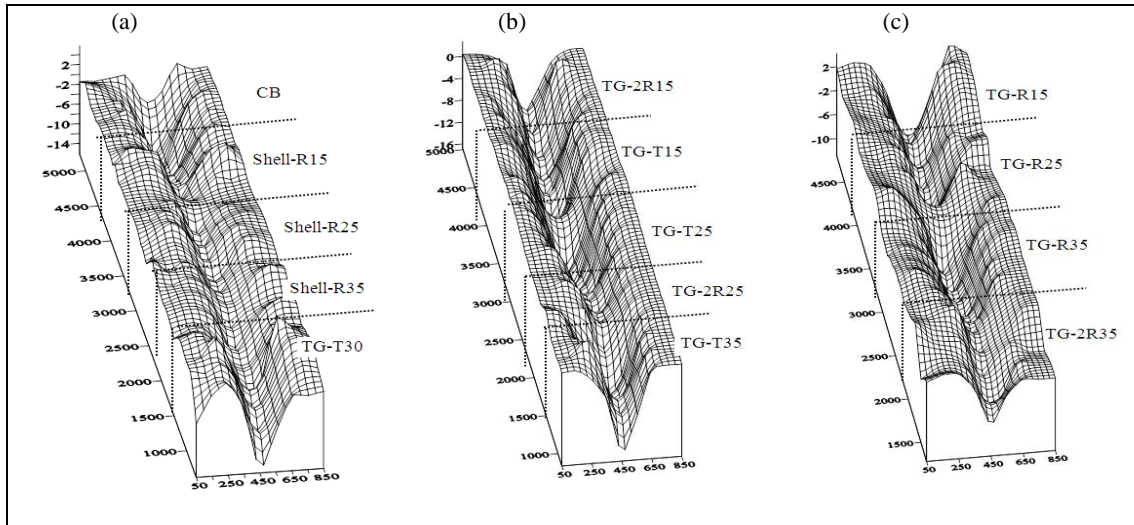 (a)
(b)
(c)
2
-2
-6
-10
-14
5000
4500
4000
3500
3000
2500
2000
1500
1000
50 250 450 650 850
CB
Shell-R15
Shell-R25
Shell-R35
TG-T30
0
-4
-8
-12
-16
5000
4500
4000
3500
3000
2500
2000
1500
1000
50 250 450 650 850
TG-2R15
TG-T15
TG-T25
TG-2R25
TG-T35
2
-2
-6
-10
4500
4000
3500
3000
2500
2000
1500
50 250 450 650 850
TG-R15
TG-R25
TG-R35
TG-2R35